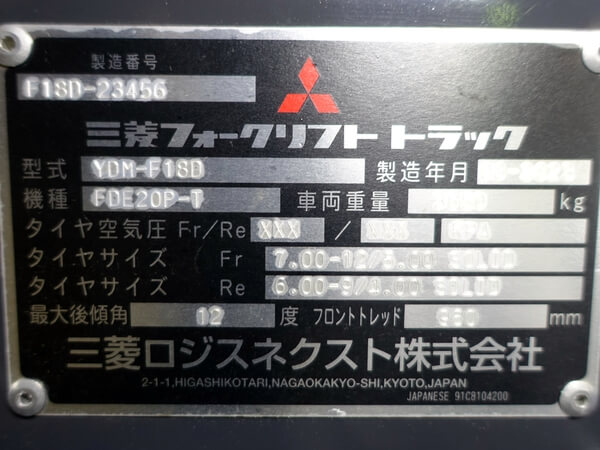 製造番号
F18D-23456
三菱フォークリフトトラック
型式 YDM-F18D 製造年月
機種 FDE20P-T 車両重量 kg
タイヤ空気圧 Fr/Re XXX / XXX
タイヤサイズ Fr 7.00-12/5.00 SOLID
タイヤサイズ Re 6.00-9/4.00 SOLID
最大後傾角 12 度 フロントトレッド 960 mm
三菱ロジスネクスト株式会社
2-1-1,HIGASHIKOTARI,NAGAOKAKYO-SHI,KYOTO,JAPAN
JAPANESE 91C8104200